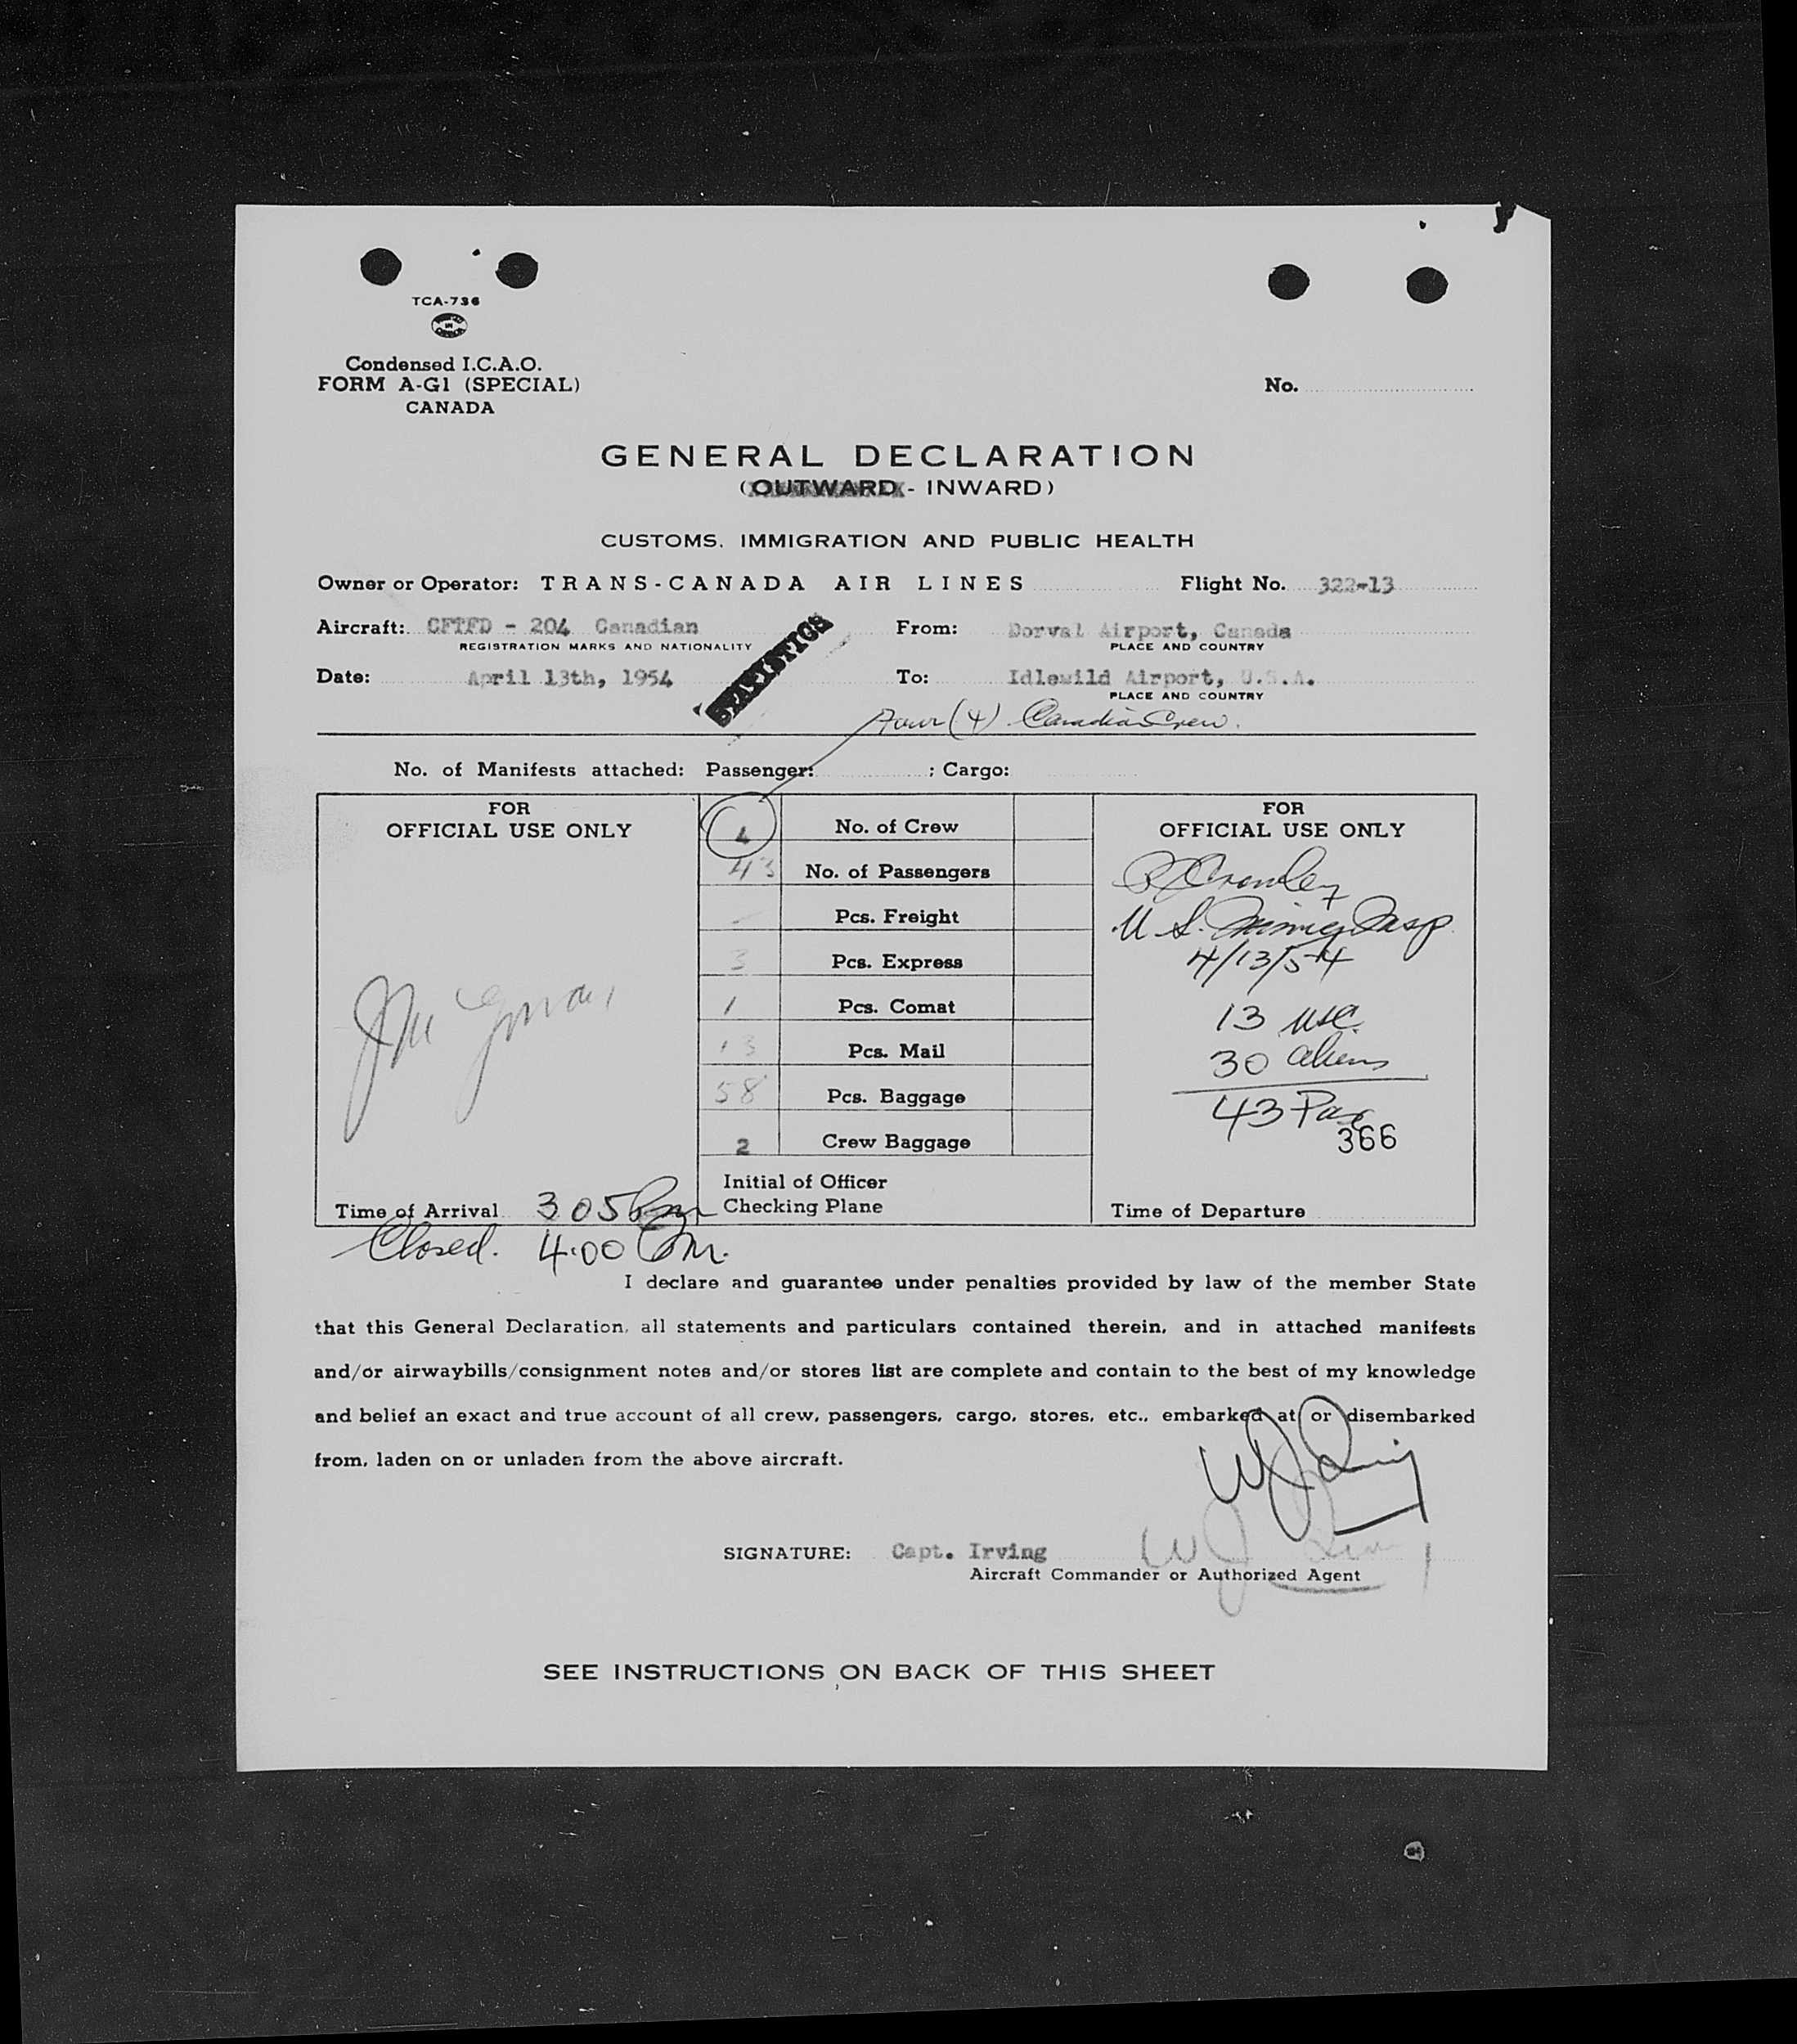 TCA-736
Condensed I.C.A.O.
FORM A-G1 (SPECIAL)
CANADA
No.
GENERAL DECLARATION
(OUTWARD - INWARD)
CUSTOMS, IMMIGRATION AND PUBLIC HEALTH
Owner or Operator: TRANS-CANADA AIR LINES Flight No. 322-13
Aircraft: CFTFD - 204 Canadian From: Dorval Airport, Canada
REGISTRATION MARKS AND NATIONALITY PLACE AND COUNTRY
STATISTICS
Date: April 13th, 1954 To: Idlewild Airport, U.S.A.
PLACE AND COUNTRY
Four (4) Canadian Crew.
No. of Manifests attached: Passenger: ; Cargo:
FOR
OFFICIAL USE ONLY
Time of Arrival 3 05 Pm
Closed. 4:00 Pm.
4 No. of Crew
43 No. of Passengers
- Pcs. Freight
3 Pcs. Express
1 Pcs. Comat
13 Pcs. Mail
58 Pcs. Baggage
2 Crew Baggage
Initial of Officer
Checking Plane
FOR
OFFICIAL USE ONLY
Crowley
U.S. Immig Insp.
4/13/54
13 USC
30 aliens
43 Pax
366
Time of Departure
I declare and guarantee under penalties provided by law of the member State
that this General Declaration, all statements and particulars contained therein, and in attached manifests
and/or airwaybills/consignment notes and/or stores list are complete and contain to the best of my knowledge
and belief an exact and true account of all crew, passengers, cargo, stores, etc., embarked at or disembarked
from, laden on or unladen from the above aircraft.
WJ Irving
SIGNATURE: Capt. Irving WJ Irving
Aircraft Commander or Authorized Agent
SEE INSTRUCTIONS ON BACK OF THIS SHEET